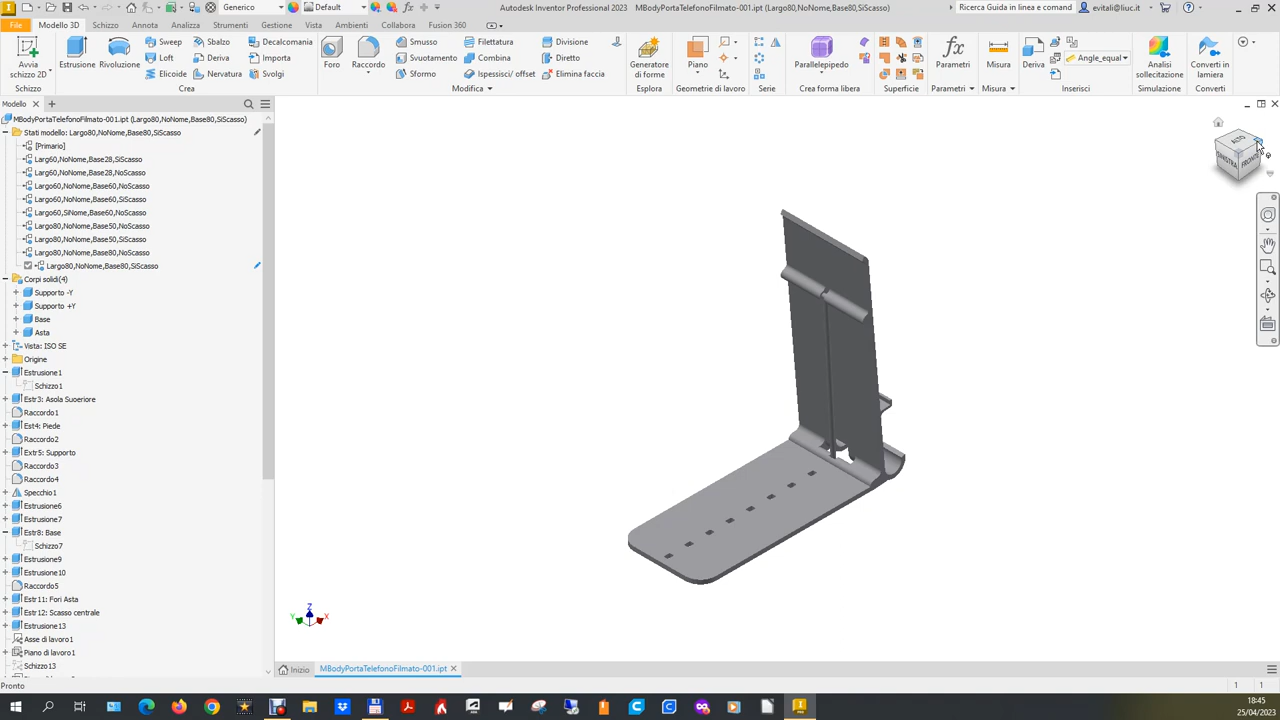 PRO Generico Default Autodesk Inventor Professional 2023 MBodyPortaTelefonoFilmato-001.ipt (Largo80,NoNome,Base80,SiScasso) Ricerca Guida in linea e comand evitali@liuc.it
File Modello 3D Schizzo Annota Analizza Strumenti Gestione Vista Ambienti Collabora Fusion 360
Avvia schizzo 2D Estrusione Rivoluzione Sweep Sbalzo Decalcomania
Loft Deriva Importa
Elicoide Nervatura Svolgi
Foro Raccordo Smusso Filettatura Divisione
Svuotamento Combina Diretto
Sformo Ispessisci/ offset Elimina faccia
Generatore di forme Piano Parallelepipedo Parametri Misura Deriva Angle_equal Analisi sollecitazione Converti in lamiera
Schizzo Crea Modifica Esplora Geometrie di lavoro Serie Crea forma libera Superficie Parametri Misura Inserisci Simulazione Converti
Modello
MBodyPortaTelefonoFilmato-001.ipt (Largo80,NoNome,Base80,SiScasso)
Stati modello: Largo80,NoNome,Base80,SiScasso
[Primario]
Larg60,NoNome,Base28,SiScasso
Largo60,NoNome,Base28,NoScasso
Largo60,NoNome,Base60,NoScasso
Largo60,NoNome,Base60,SiScasso
Largo60,SiNome,Base60,NoScasso
Largo80,NoNome,Base50,NoScasso
Largo80,NoNome,Base50,SiScasso
Largo80,NoNome,Base80,NoScasso
Largo80,NoNome,Base80,SiScasso
Corpi solidi(4)
Supporto -Y
Supporto +Y
Base
Asta
Vista: ISO SE
Origine
Estrusione1
Schizzo1
Estr3: Asola Suoeriore
Raccordo1
Est4: Piede
Raccordo2
Extr5: Supporto
Raccordo3
Raccordo4
Specchio1
Estrusione6
Estrusione7
Estr8: Base
Schizzo7
Estrusione9
Estrusione10
Raccordo5
Estr11: Fori Asta
Estr12: Scasso centrale
Estrusione13
Asse di lavoro1
Piano di lavoro1
Schizzo13
ALTO
SINISTRA FRONTE
Z
Y X
Inizio MBodyPortaTelefonoFilmato-001.ipt
Pronto 1 1
18:45
25/04/2023